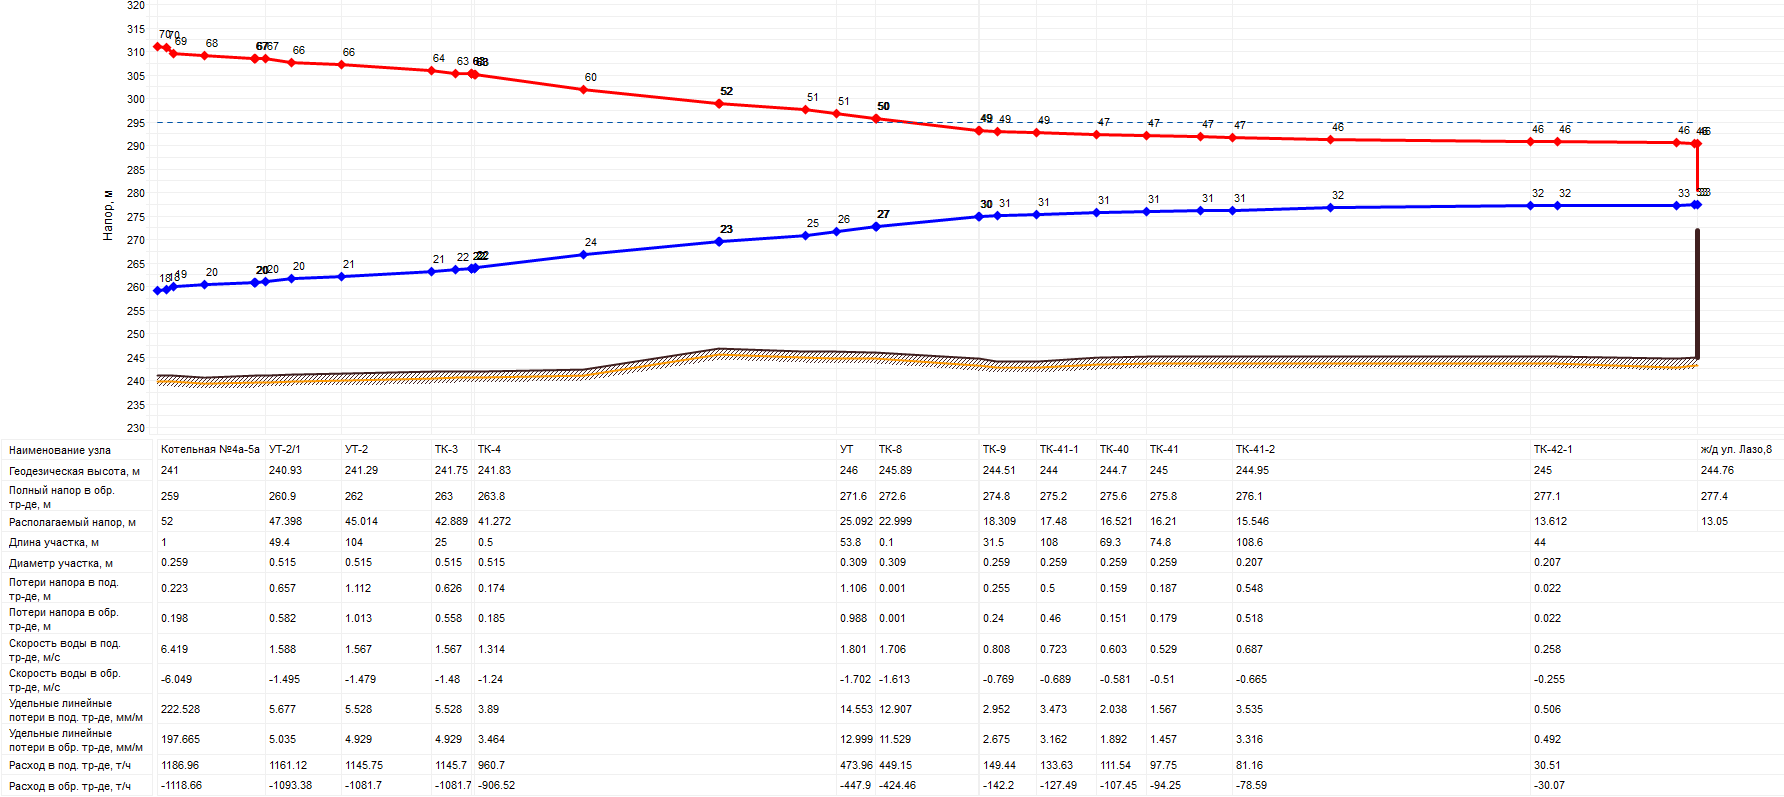 320
315
310
305
300
295
290
285
280
275
270
265
260
255
250
245
240
235
230
Напор, м
70 70 69 68 67 67 66 66 64 63 63 60 52 51 51 50 49 49 49 47 47 47 47 46 46 46 46 46
18 18 19 20 20 20 20 21 21 22 22 24 23 25 26 27 30 31 31 31 31 31 31 32 32 32 33 33
Наименование узла Котельная №4а-5а УТ-2/1 УТ-2 ТК-3 ТК-4 УТ ТК-8 ТК-9 ТК-41-1 ТК-40 ТК-41 ТК-41-2 ТК-42-1 ж/д ул. Лазо,8
Геодезическая высота, м 241 240.93 241.29 241.75 241.83 246 245.89 244.51 244 244.7 245 244.95 245 244.76
Полный напор в обр.
тр-де, м 259 260.9 262 263 263.8 271.6 272.6 274.8 275.2 275.6 275.8 276.1 277.1 277.4
Располагаемый напор, м 52 47.398 45.014 42.889 41.272 25.092 22.999 18.309 17.48 16.521 16.21 15.546 13.612 13.05
Длина участка, м 1 49.4 104 25 0.5 53.8 0.1 31.5 108 69.3 74.8 108.6 44
Диаметр участка, м 0.259 0.515 0.515 0.515 0.515 0.309 0.309 0.259 0.259 0.259 0.259 0.207 0.207
Потери напора в под.
тр-де, м 0.223 0.657 1.112 0.626 0.174 1.106 0.001 0.255 0.5 0.159 0.187 0.548 0.022
Потери напора в обр.
тр-де, м 0.198 0.582 1.013 0.558 0.185 0.988 0.001 0.24 0.46 0.151 0.179 0.518 0.022
Скорость воды в под.
тр-де, м/с 6.419 1.588 1.567 1.567 1.314 1.801 1.706 0.808 0.723 0.603 0.529 0.687 0.258
Скорость воды в обр.
тр-де, м/с -6.049 -1.495 -1.479 -1.48 -1.24 -1.702 -1.613 -0.769 -0.689 -0.581 -0.51 -0.665 -0.255
Удельные линейные
потери в под. тр-де, мм/м 222.528 5.677 5.528 5.528 3.89 14.553 12.907 2.952 3.473 2.038 1.567 3.535 0.506
Удельные линейные
потери в обр. тр-де, мм/м 197.665 5.035 4.929 4.929 3.464 12.999 11.529 2.675 3.162 1.892 1.457 3.316 0.492
Расход в под. тр-де, т/ч 1186.96 1161.12 1145.75 1145.7 960.7 473.96 449.15 149.44 133.63 111.54 97.75 81.16 30.51
Расход в обр. тр-де, т/ч -1118.66 -1093.38 -1081.7 -1081.7 -906.52 -447.9 -424.46 -142.2 -127.49 -107.45 -94.25 -78.59 -30.07